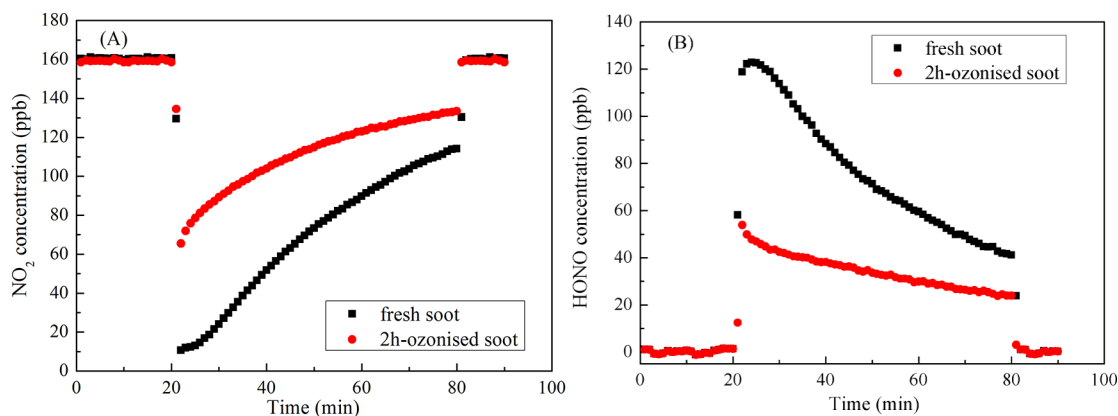 (A)
NO2 concentration (ppb)
180
160
140
120
100
80
60
40
20
0
fresh soot
2h-ozonised soot
0 20 40 60 80 100
Time (min)
(B)
HONO concentration (ppb)
140
120
100
80
60
40
20
0
fresh soot
2h-ozonised soot
0 20 40 60 80 100
Time (min)